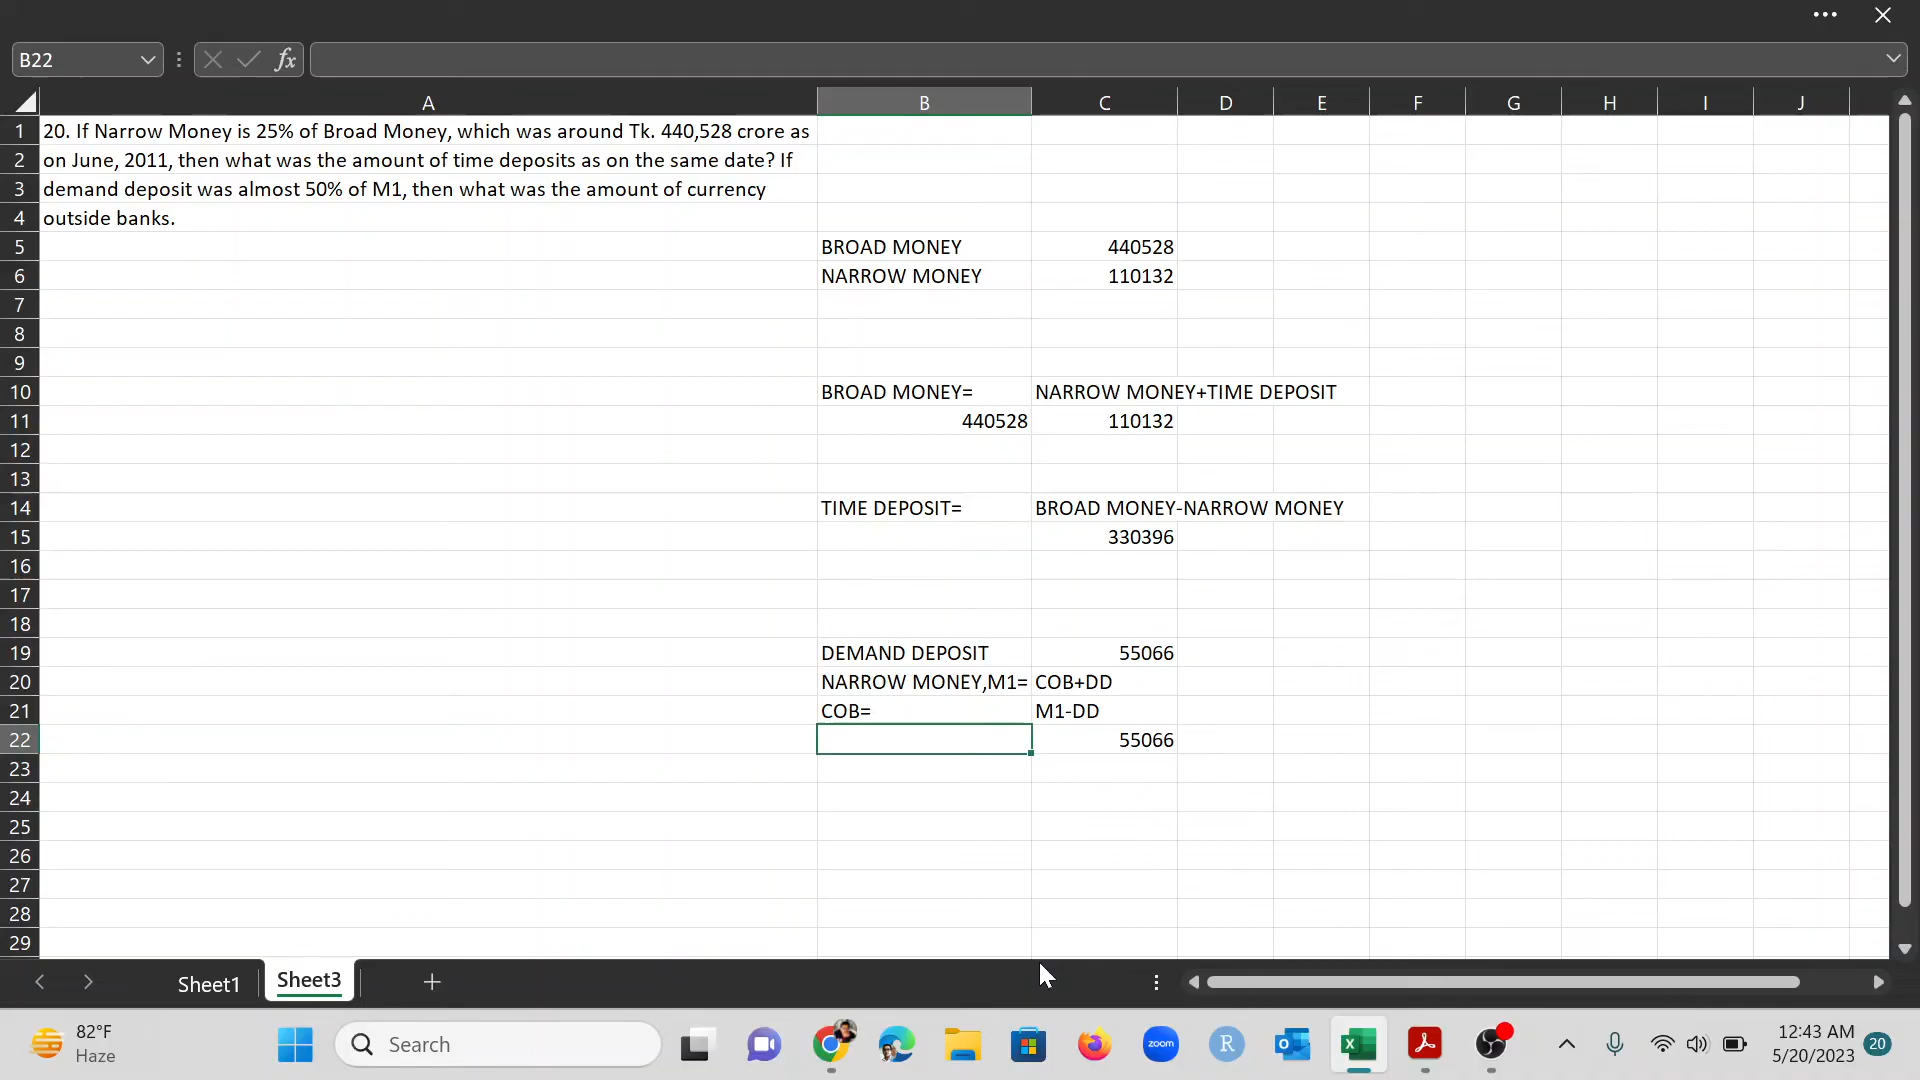 B22
fx
A B C D E F G H I J
1 20. If Narrow Money is 25% of Broad Money, which was around Tk. 440,528 crore as
2 on June, 2011, then what was the amount of time deposits as on the same date? If
3 demand deposit was almost 50% of M1, then what was the amount of currency
4 outside banks.
5 BROAD MONEY 440528
6 NARROW MONEY 110132
7
8
9
10 BROAD MONEY= NARROW MONEY+TIME DEPOSIT
11 440528 110132
12
13
14 TIME DEPOSIT= BROAD MONEY-NARROW MONEY
15 330396
16
17
18
19 DEMAND DEPOSIT 55066
20 NARROW MONEY,M1= COB+DD
21 COB= M1-DD
22 55066
23
24
25
26
27
28
29
Sheet1 Sheet3
82°F
Haze
Search
zoom
R
12:43 AM
5/20/2023
20